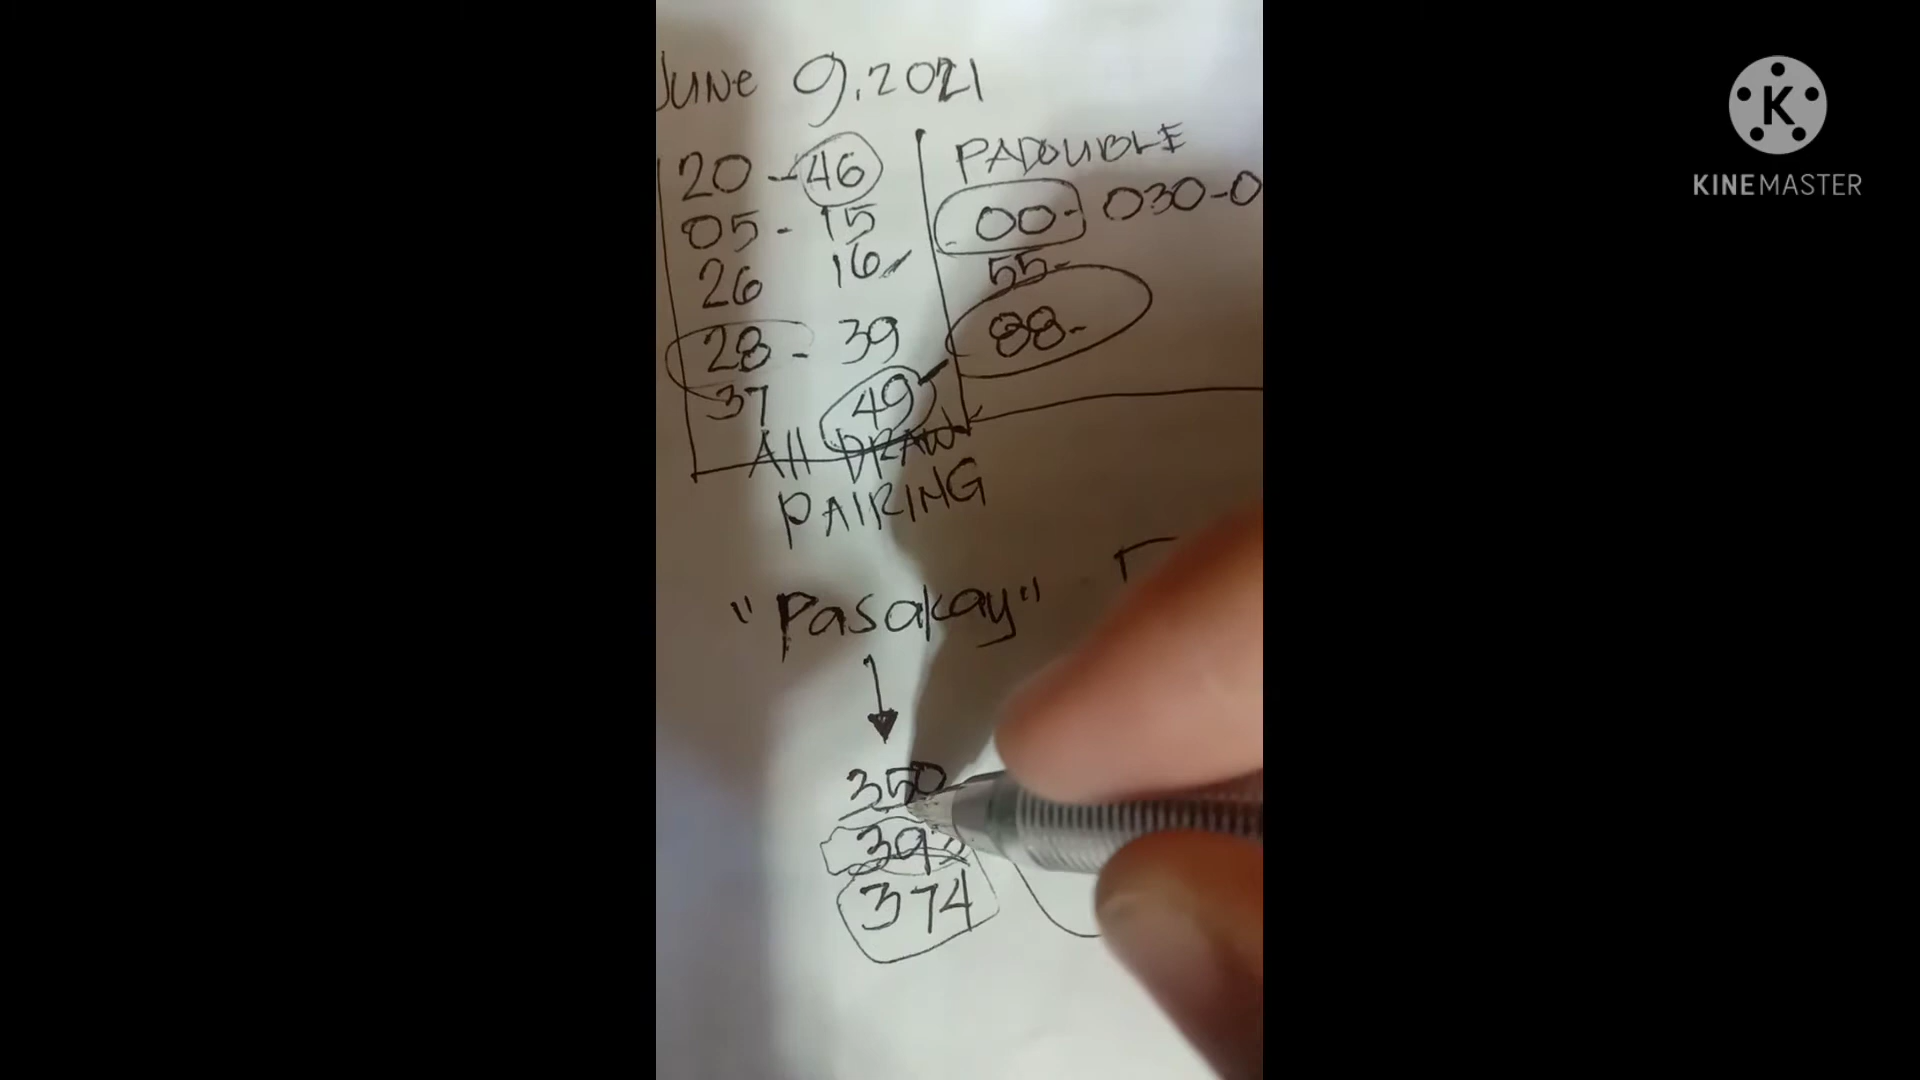 JUNE 9, 2021
20 - 46
05 - 15
26 16
28 - 39
37 49
All DRAW
PAIRING
PADOUBLE
00 - 030-0
55 -
88 -
"Pasakay"
350
374
K
KINEMASTER